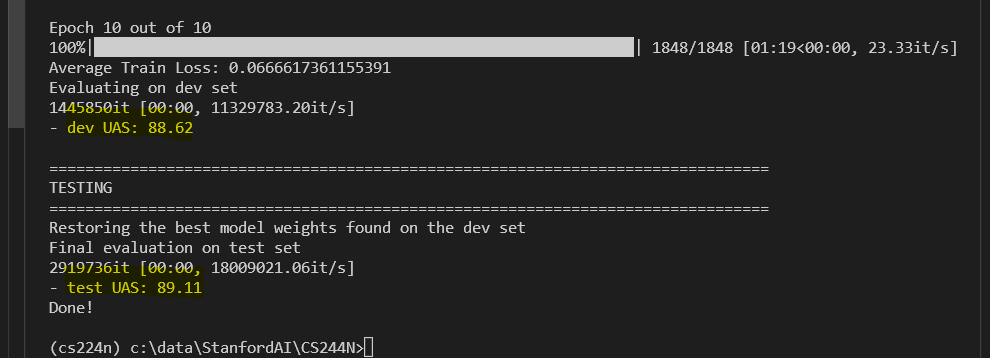 Epoch 10 out of 10
100%|| 1848/1848 [01:19<00:00, 23.33it/s]
Average Train Loss: 0.0666617361155391
Evaluating on dev set
1445850it [00:00, 11329783.20it/s]
- dev UAS: 88.62
================================================================================
TESTING
================================================================================
Restoring the best model weights found on the dev set
Final evaluation on test set
2919736it [00:00, 18009021.06it/s]
- test UAS: 89.11
Done!
(cs224n) c:\data\StanfordAI\CS244N>